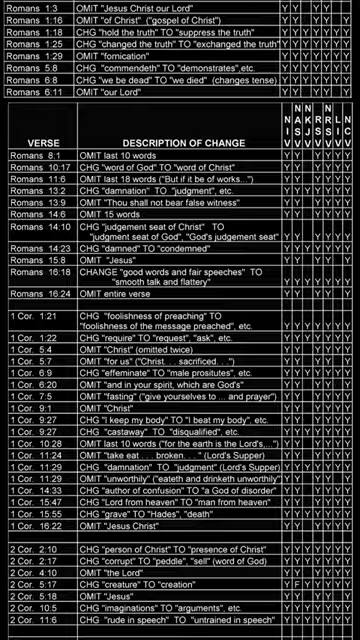 Romans 1:3 OMIT "Jesus Christ our Lord"
Romans 1:16 OMIT "of Christ" ("gospel of Christ")
Romans 1:18 CHG "hold the truth" TO "suppress the truth"
Romans 1:25 CHG "changed the truth" TO "exchanged the truth"
Romans 1:29 OMIT "fornication"
Romans 5:8 CHG "commendeth" TO "demonstrates", etc.
Romans 6:8 CHG "we be dead" TO "we died" (changes tense)
Romans 6:11 OMIT "our Lord"
VERSE DESCRIPTION OF CHANGE NIV NASV NKJV RSV NRSV LIV NCV
Romans 8:1 OMIT last 10 words
Romans 10:17 CHG "word of God" TO "word of Christ"
Romans 11:6 OMIT last 18 words ("But if it be of works...")
Romans 13:2 CHG "damnation" TO "judgment", etc.
Romans 13:9 OMIT "Thou shall not bear false witness"
Romans 14:6 OMIT 15 words
Romans 14:10 CHG "judgement seat of Christ" TO
"judgment seat of God", "God's judgement seat"
Romans 14:23 CHG "damned" TO "condemned"
Romans 15:8 OMIT "Jesus"
Romans 16:18 CHANGE "good words and fair speeches" TO
"smooth talk and flattery"
Romans 16:24 OMIT entire verse
1 Cor. 1:21 CHG "foolishness of preaching" TO
"foolishness of the message preached", etc.
1 Cor. 1:22 CHG "require" TO "request", "ask", etc.
1 Cor. 5:4 OMIT "Christ" (omitted twice)
1 Cor. 5:7 OMIT "for us" ("Christ. . . sacrificed. . .")
1 Cor. 6:9 CHG "effeminate" TO "male prostitutes", etc.
1 Cor. 6:20 OMIT "and in your spirit, which are God's"
1 Cor. 7:5 OMIT "fasting" ("give yourselves to ... and prayer")
1 Cor. 9:1 OMIT "Christ"
1 Cor. 9:27 CHG "I keep my body" TO "I beat my body", etc.
1 Cor. 9:27 CHG "castaway" TO "disqualified", etc.
1 Cor. 10:28 OMIT last 10 words ("for the earth is the Lord's,...")
1 Cor. 11:24 OMIT "take eat . . . broken. . ." (Lord's Supper)
1 Cor. 11:29 CHG "damnation" TO "judgment" (Lord's Supper)
1 Cor. 11:29 OMIT "unworthily" ("eateth and drinketh unworthily"
1 Cor. 14:33 CHG "author of confusion" TO "a God of disorder"
1 Cor. 15:47 CHG "Lord from heaven" TO "man from heaven"
1 Cor. 15:55 CHG "grave" TO "Hades", "death"
1 Cor. 16:22 OMIT "Jesus Christ"
2 Cor. 2:10 CHG "person of Christ" TO "presence of Christ"
2 Cor. 2:17 CHG "corrupt" TO "peddle", "sell" (word of God)
2 Cor. 4:10 OMIT "the Lord"
2 Cor. 5:17 CHG "creature" TO "creation"
2 Cor. 5:18 OMIT "Jesus"
2 Cor. 10:5 CHG "imaginations" TO "arguments", etc.
2 Cor. 11:6 CHG "rude in speech" TO "untrained in speech"